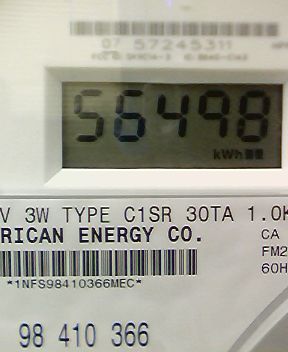 07 57245311
56498
kWh
V 3W TYPE C1SR 30TA 1.0K
RICAN ENERGY CO.
CA
FM2
60H
*1NFS98410366MEC*
98 410 366